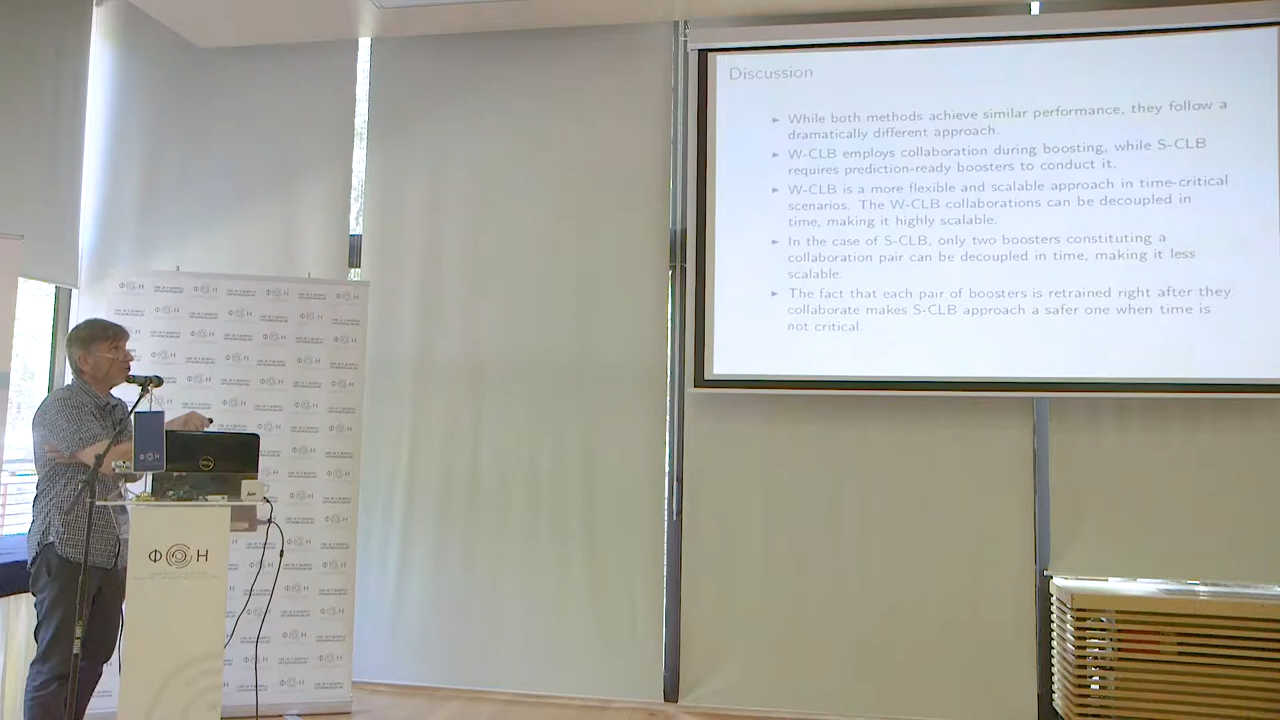 Discussion
► While both methods achieve similar performance, they follow a
dramatically different approach.
► W-CLB employs collaboration during boosting, while S-CLB
requires prediction-ready boosters to conduct it.
► W-CLB is a more flexible and scalable approach in time-critical
scenarios. The W-CLB collaborations can be decoupled in
time, making it highly scalable.
► In the case of S-CLB, only two boosters constituting a
collaboration pair can be decoupled in time, making it less
scalable.
► The fact that each pair of boosters is retrained right after they
collaborate makes S-CLB approach a safer one when time is
not critical.
DELL
ФОН